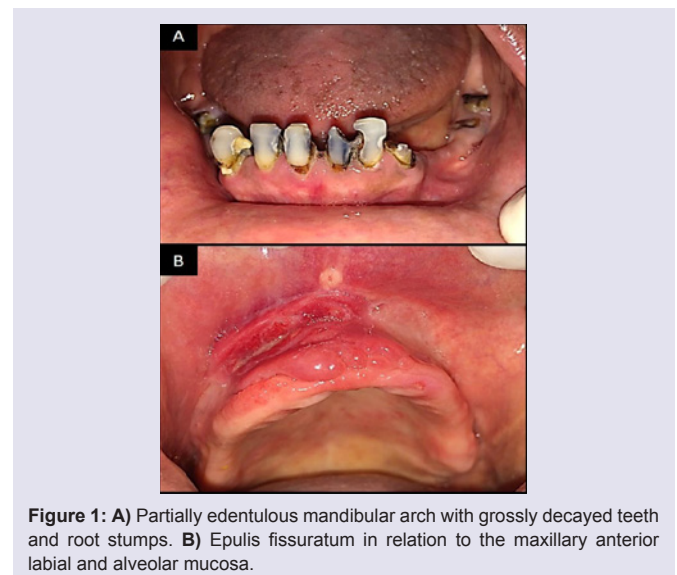 A
B
Figure 1: A) Partially edentulous mandibular arch with grossly decayed teeth
and root stumps. B) Epulis fissuratum in relation to the maxillary anterior
labial and alveolar mucosa.